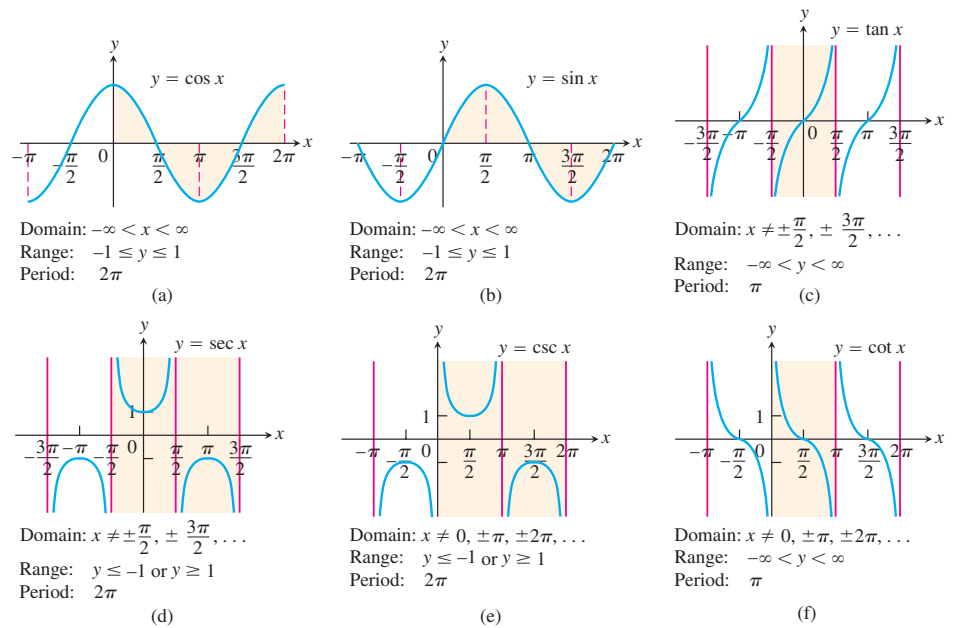 y
y = cos x
x
−π
−π/2
0
π/2
π
3π/2
2π
Domain: −∞ < x < ∞
Range: −1 ≤ y ≤ 1
Period: 2π
(a)
y
y = sin x
x
−π
−π/2
0
π/2
π
3π/2
2π
Domain: −∞ < x < ∞
Range: −1 ≤ y ≤ 1
Period: 2π
(b)
y
y = tan x
x
−3π/2
−π
−π/2
0
π/2
π
3π/2
Domain: x ≠ ±π/2, ± 3π/2, . . .
Range: −∞ < y < ∞
Period: π
(c)
y
y = sec x
1
x
−3π/2
−π
−π/2
0
π/2
π
3π/2
Domain: x ≠ ±π/2, ± 3π/2, . . .
Range: y ≤ −1 or y ≥ 1
Period: 2π
(d)
y
y = csc x
1
x
−π
−π/2
0
π/2
π
3π/2
2π
Domain: x ≠ 0, ±π, ±2π, . . .
Range: y ≤ −1 or y ≥ 1
Period: 2π
(e)
y
y = cot x
1
x
−π
−π/2
0
π/2
π
3π/2
2π
Domain: x ≠ 0, ±π, ±2π, . . .
Range: −∞ < y < ∞
Period: π
(f)